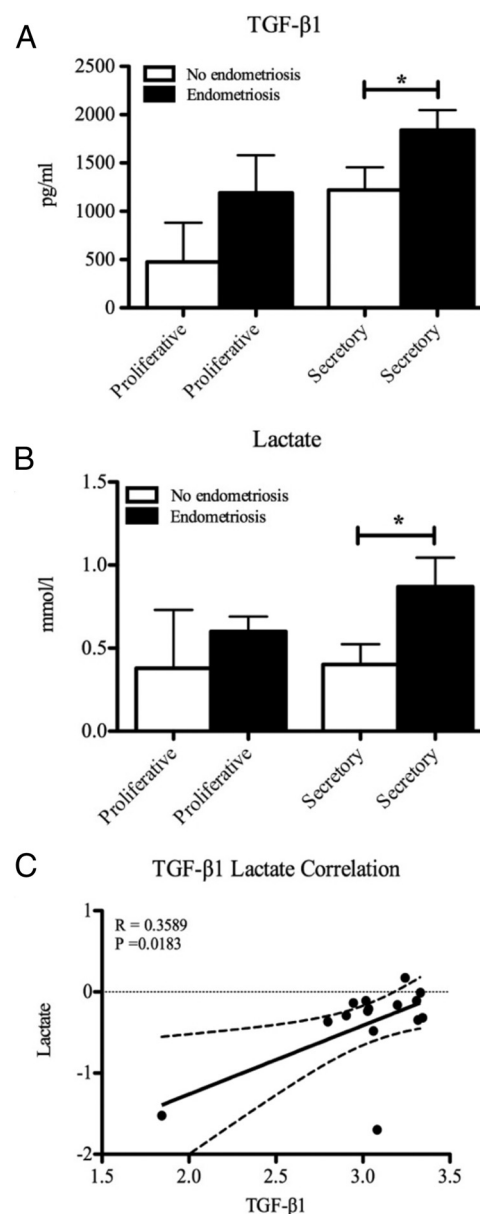 A
TGF-β1
No endometriosis
Endometriosis
*
2500
2000
1500
1000
500
0
pg/ml
Proliferative
Proliferative
Secretory
Secretory
B
Lactate
No endometriosis
Endometriosis
*
1.5
1.0
0.5
0.0
mmol/l
Proliferative
Proliferative
Secretory
Secretory
C
TGF-β1 Lactate Correlation
R = 0.3589
P =0.0183
1
0
-1
-2
Lactate
1.5 2.0 2.5 3.0 3.5
TGF-β1